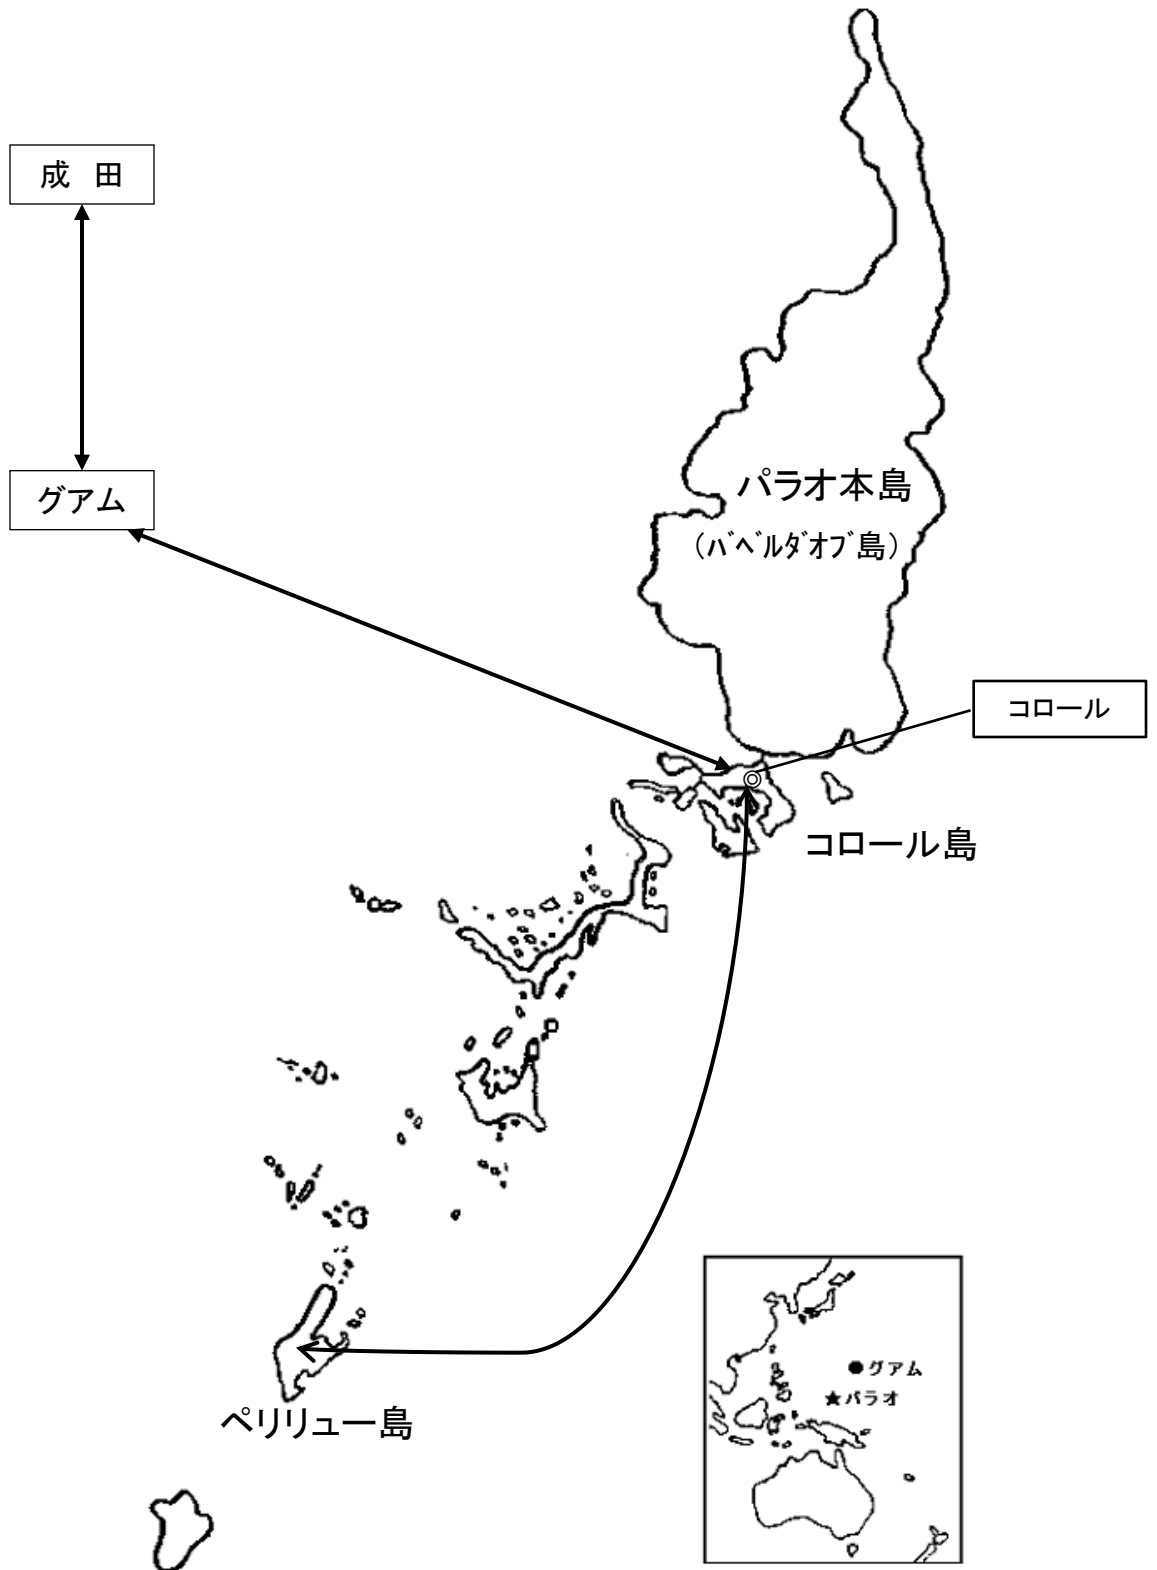 成 田
グアム
パラオ本島
(バベルダオブ島)
コロール
コロール島
ペリリュー島
●グアム
★パラオ